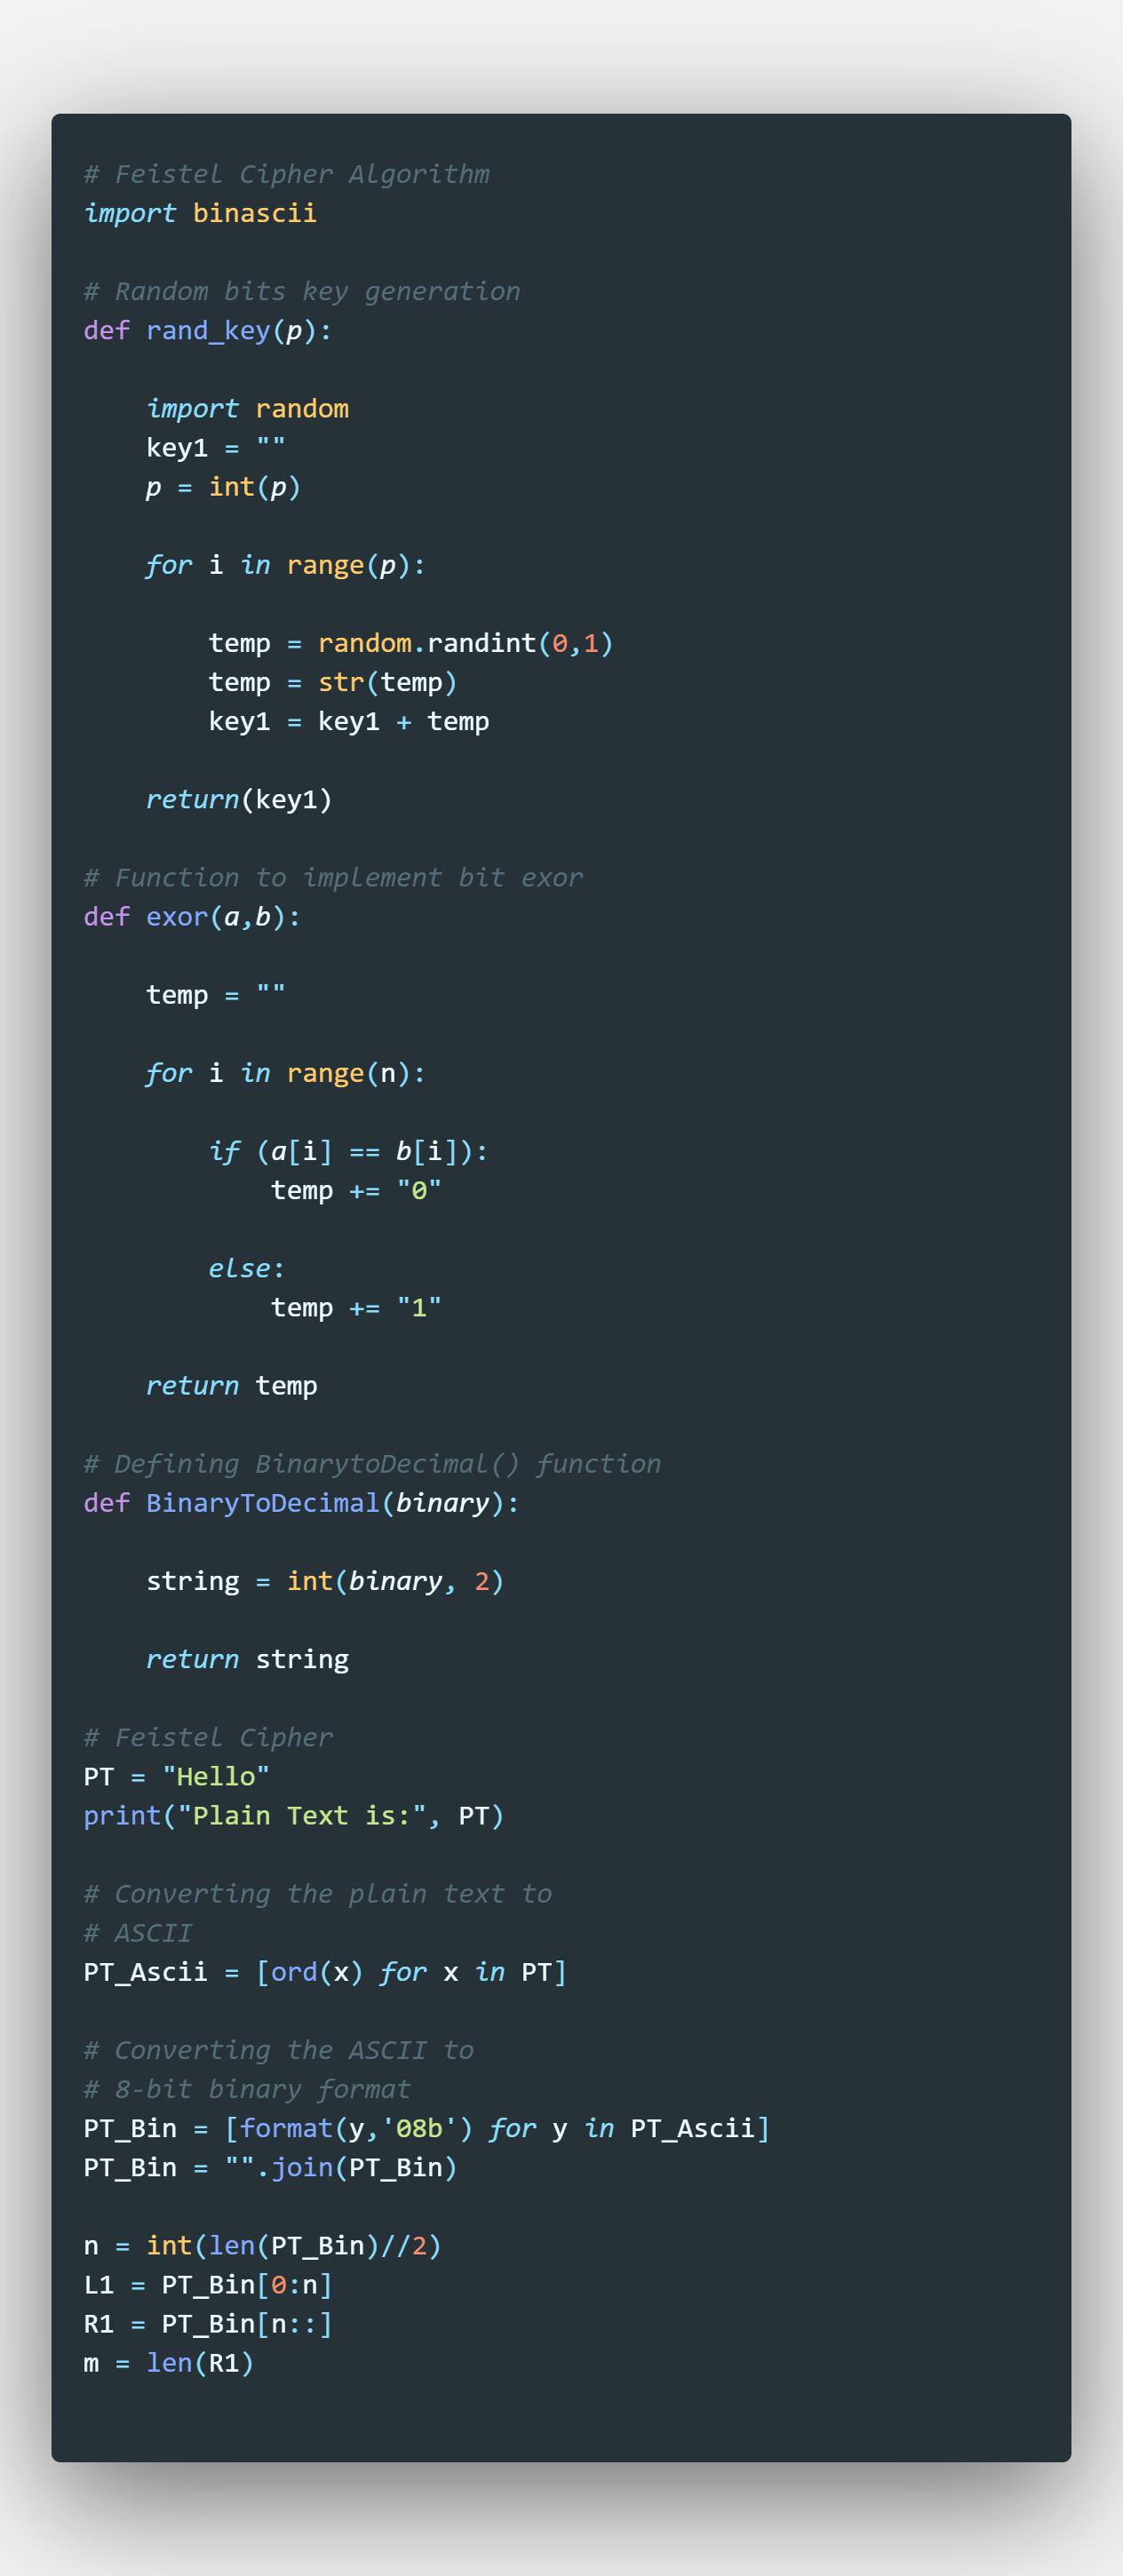 # Feistel Cipher Algorithm
import binascii

# Random bits key generation
def rand_key(p):

    import random
    key1 = ""
    p = int(p)

    for i in range(p):

        temp = random.randint(0,1)
        temp = str(temp)
        key1 = key1 + temp

    return(key1)

# Function to implement bit exor
def exor(a,b):

    temp = ""

    for i in range(n):

        if (a[i] == b[i]):
            temp += "0"

        else:
            temp += "1"

    return temp

# Defining BinarytoDecimal() function
def BinaryToDecimal(binary):

    string = int(binary, 2)

    return string

# Feistel Cipher
PT = "Hello"
print("Plain Text is:", PT)

# Converting the plain text to
# ASCII
PT_Ascii = [ord(x) for x in PT]

# Converting the ASCII to
# 8-bit binary format
PT_Bin = [format(y,'08b') for y in PT_Ascii]
PT_Bin = "".join(PT_Bin)

n = int(len(PT_Bin)//2)
L1 = PT_Bin[0:n]
R1 = PT_Bin[n::]
m = len(R1)